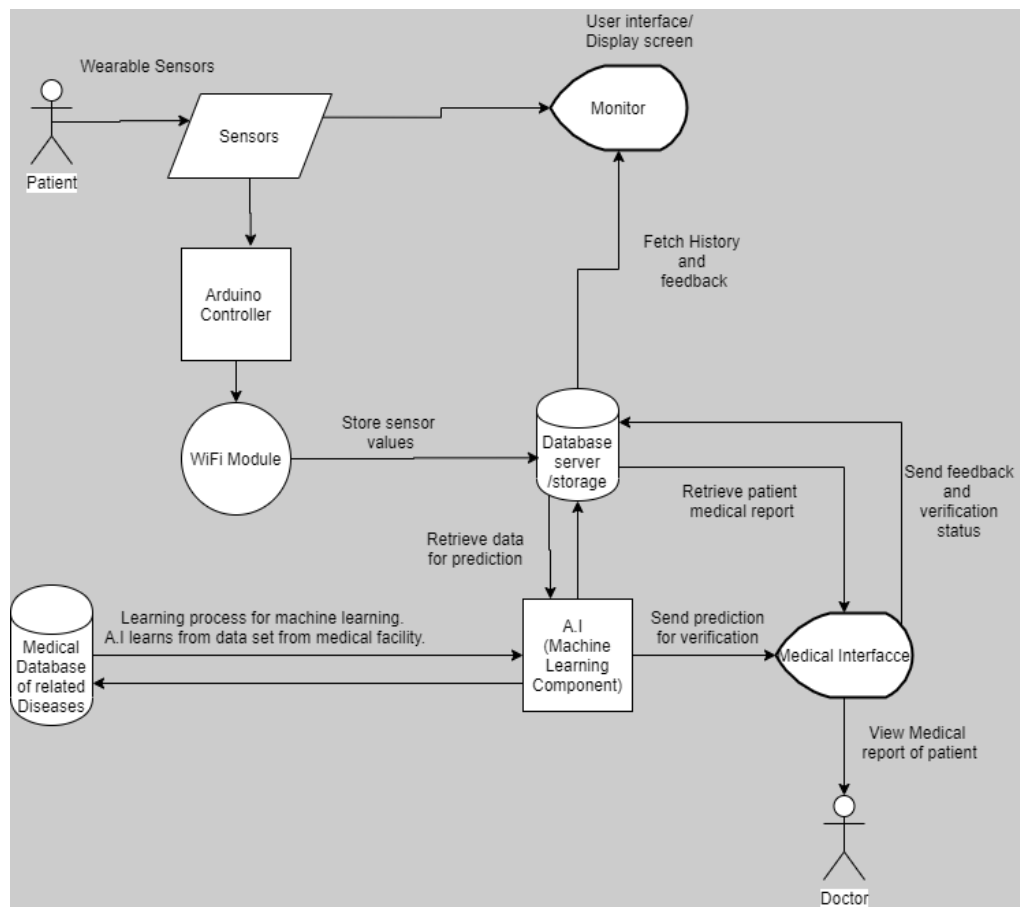 User interface/
Display screen
Wearable Sensors
Monitor
Sensors
Patient
Fetch History
and
feedback
Arduino
Controller
Store sensor
values
WiFi Module
Database
server
/storage
Send feedback
and
verification
status
Retrieve patient
medical report
Retrieve data
for prediction
Learning process for machine learning.
A.I learns from data set from medical facility.
Medical
Database
of related
Diseases
A.I
(Machine
Learning
Component)
Send prediction
for verification
Medical Interfacce
View Medical
report of patient
Doctor